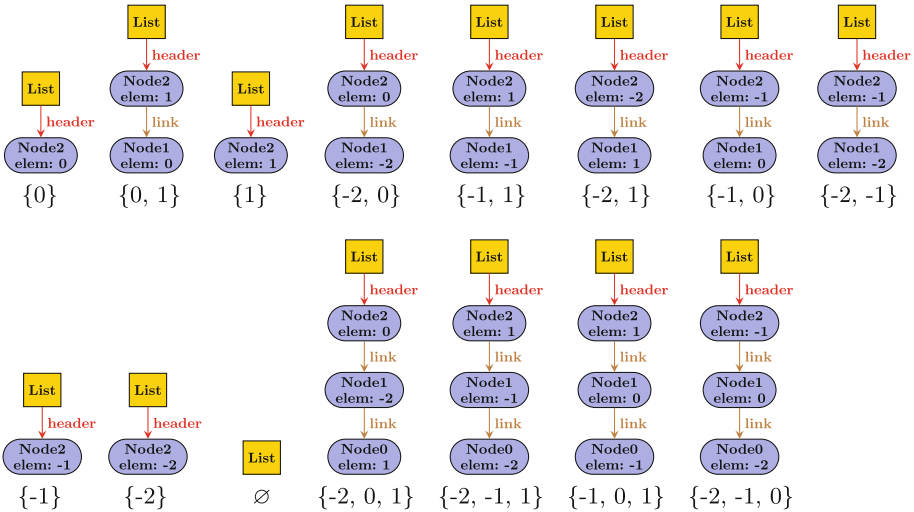 List
header
Node2
elem: 0
{0}
List
header
Node2
elem: 1
link
Node1
elem: 0
{0, 1}
List
header
Node2
elem: 1
{1}
List
header
Node2
elem: 0
link
Node1
elem: -2
{-2, 0}
List
header
Node2
elem: 1
link
Node1
elem: -1
{-1, 1}
List
header
Node2
elem: -2
link
Node1
elem: 1
{-2, 1}
List
header
Node2
elem: -1
link
Node1
elem: 0
{-1, 0}
List
header
Node2
elem: -1
link
Node1
elem: -2
{-2, -1}
List
header
Node2
elem: -1
{-1}
List
header
Node2
elem: -2
{-2}
List
∅
List
header
Node2
elem: 0
link
Node1
elem: -2
link
Node0
elem: 1
{-2, 0, 1}
List
header
Node2
elem: 1
link
Node1
elem: -1
link
Node0
elem: -2
{-2, -1, 1}
List
header
Node2
elem: 1
link
Node1
elem: 0
link
Node0
elem: -1
{-1, 0, 1}
List
header
Node2
elem: -1
link
Node1
elem: 0
link
Node0
elem: -2
{-2, -1, 0}